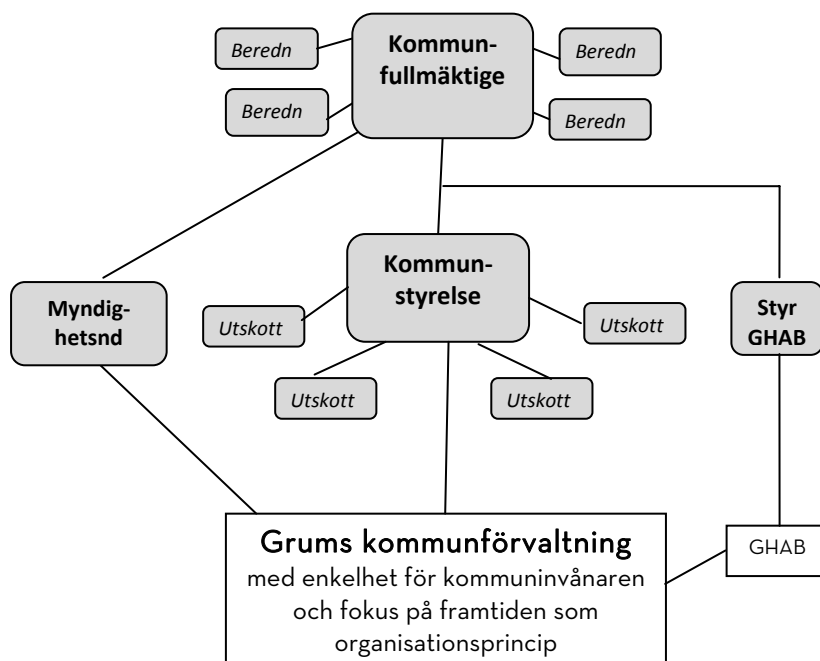 Beredn
Kommun-
fullmäktige
Beredn
Beredn
Beredn
Myndig-
hetsnd
Kommun-
styrelse
Styr
GHAB
Utskott
Utskott
Utskott
Utskott
Grums kommunförvaltning
med enkelhet för kommuninvånaren
och fokus på framtiden som
organisationsprincip
GHAB